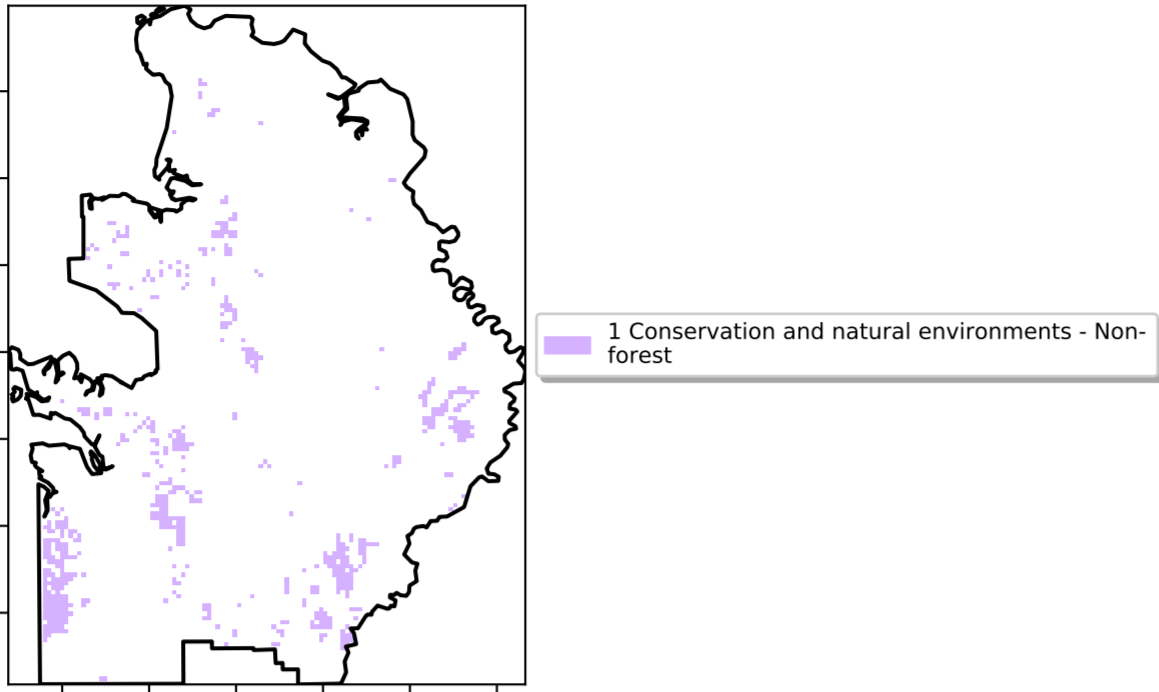 1 Conservation and natural environments - Non-
forest